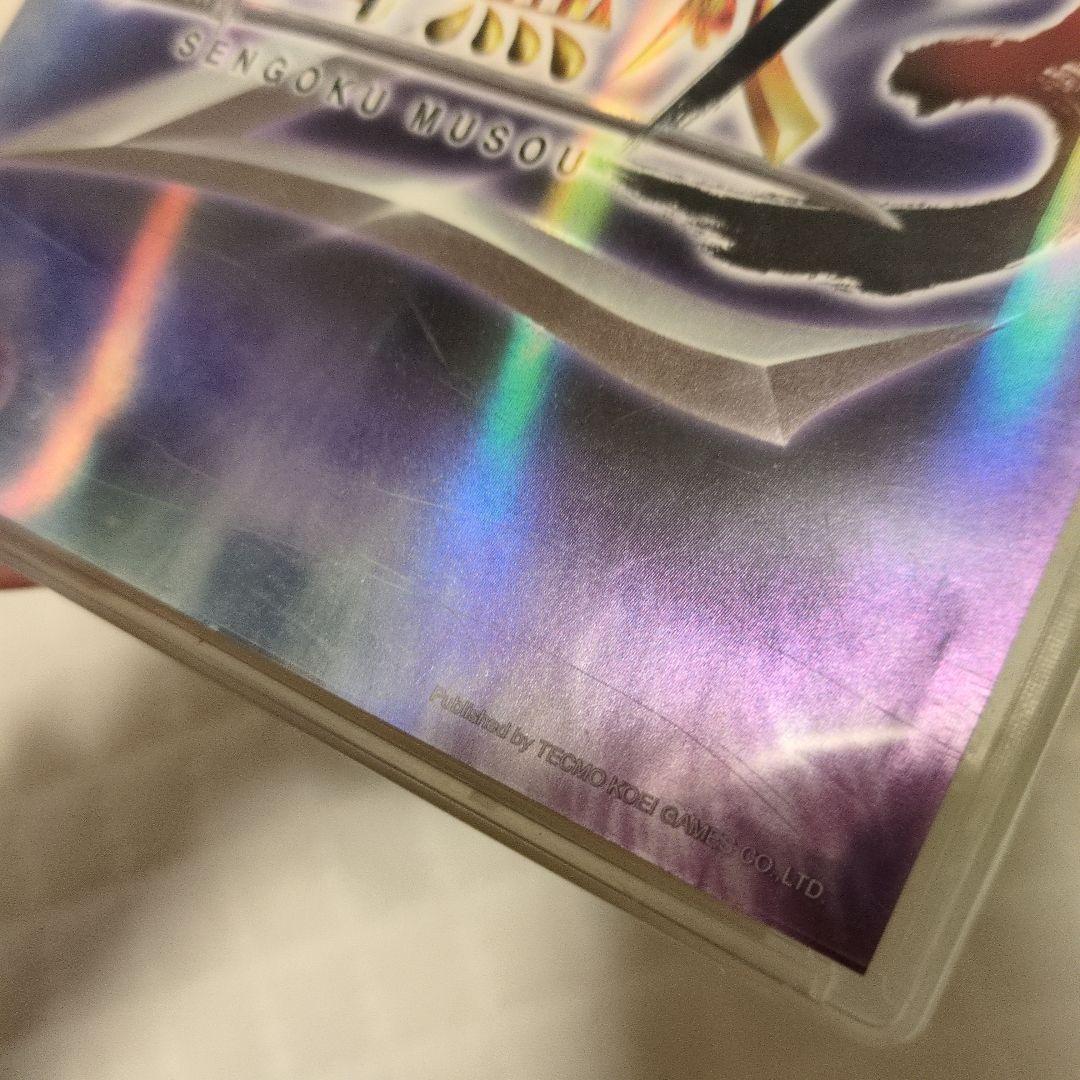 SENGOKU MUSOU
Published by TECMO KOEI GAMES CO.,LTD.